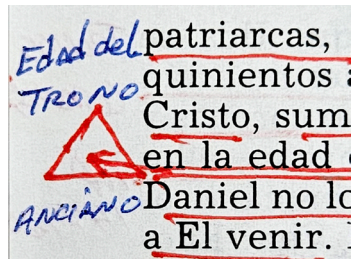 Edad del
TRONO
ANCIANO
patriarcas,
quinientos a
Cristo, sum
en la edad
Daniel no lo
a El venir.